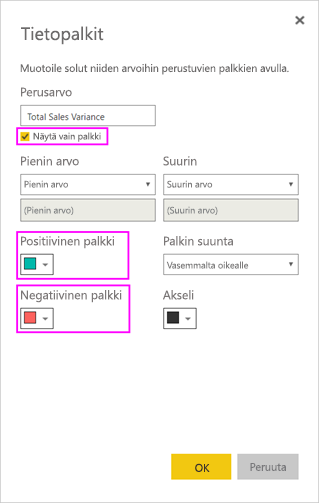 Tietopalkit
Muotoile solut niiden arvoihin perustuvien palkkien avulla.
Perusarvo
Total Sales Variance
Näytä vain palkki
Pienin arvo
Suurin
Pienin arvo
Suurin arvo
(Pienin arvo)
(Suurin arvo)
Positiivinen palkki
Palkin suunta
Vasemmalta oikealle
Negatiivinen palkki
Akseli
OK
Peruuta